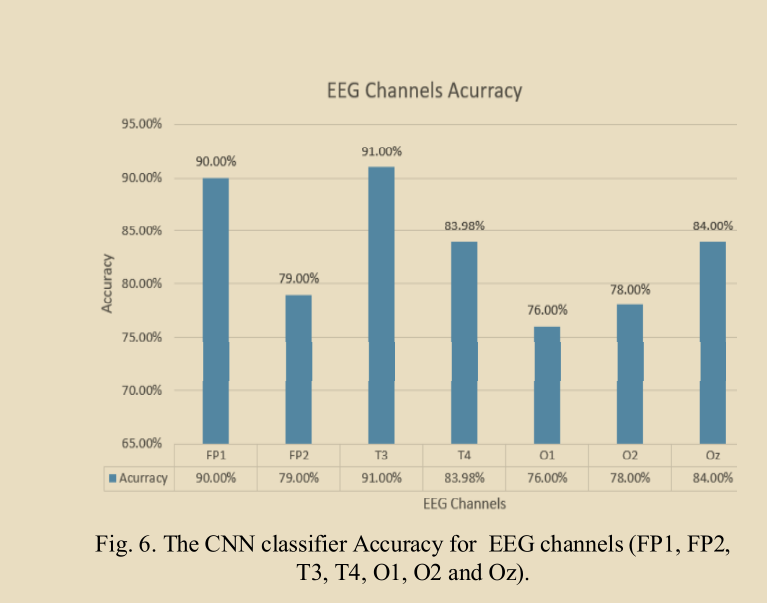 EEG Channels Acurracy
95.00%
90.00%
85.00%
80.00%
75.00%
70.00%
65.00%
Accuracy
90.00%
79.00%
91.00%
83.98%
76.00%
78.00%
84.00%
FP1 FP2 T3 T4 O1 O2 Oz
Acurracy 90.00% 79.00% 91.00% 83.98% 76.00% 78.00% 84.00%
EEG Channels
Fig. 6. The CNN classifier Accuracy for EEG channels (FP1, FP2,
T3, T4, O1, O2 and Oz).